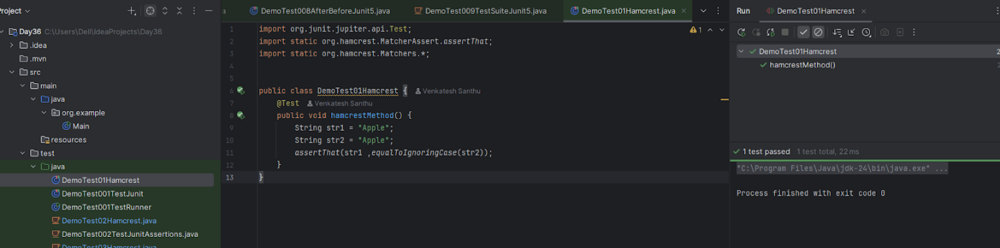 Project
Day36 C:\Users\Dell\IdeaProjects\Day36
.idea
.mvn
src
main
java
org.example
Main
resources
test
java
DemoTest01Hamcrest
DemoTest001TestJunit
DemoTest001TestRunner
DemoTest02Hamcrest.java
DemoTest002TestJunitAssertions.java
DemoTest03Hamcrest.java
a DemoTest008AfterBeforeJunit5.java DemoTest009TestSuiteJunit5.java DemoTest01Hamcrest.java
1
1 import org.junit.jupiter.api.Test;
2 import static org.hamcrest.MatcherAssert.assertThat;
3 import static org.hamcrest.Matchers.*;
4
5
6 public class DemoTest01Hamcrest { Venkatesh Santhu
7 @Test Venkatesh Santhu
8 public void hamcrestMethod() {
9 String str1 = "Apple";
10 String str2 = "Apple";
11 assertThat(str1 ,equalToIgnoringCase(str2));
12 }
13 }
Run DemoTest01Hamcrest
DemoTest01Hamcrest 2
hamcrestMethod() 2
1 test passed 1 test total, 22 ms
"C:\Program Files\Java\jdk-24\bin\java.exe" ...
Process finished with exit code 0